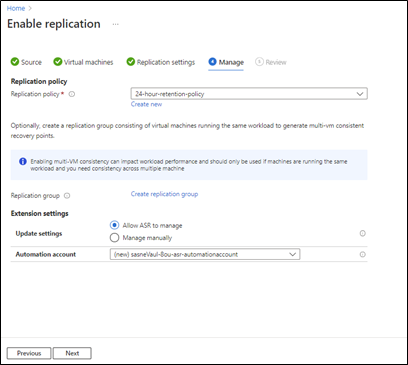 Home
Enable replication ...
Source
Virtual machines
Replication settings
4 Manage
5 Review
Replication policy
Replication policy *
24-hour-retention-policy
Create new
Optionally, create a replication group consisting of virtual machines running the same workload to generate multi-vm consistent
recovery points.
Enabling multi-VM consistency can impact workload performance and should only be used if machines are running the same
workload and you need consistency across multiple machine
Replication group
Create replication group
Extension settings
Update settings
Allow ASR to manage
Manage manually
Automation account
(new) sasneVaul-8ou-asr-automationaccount
Previous
Next